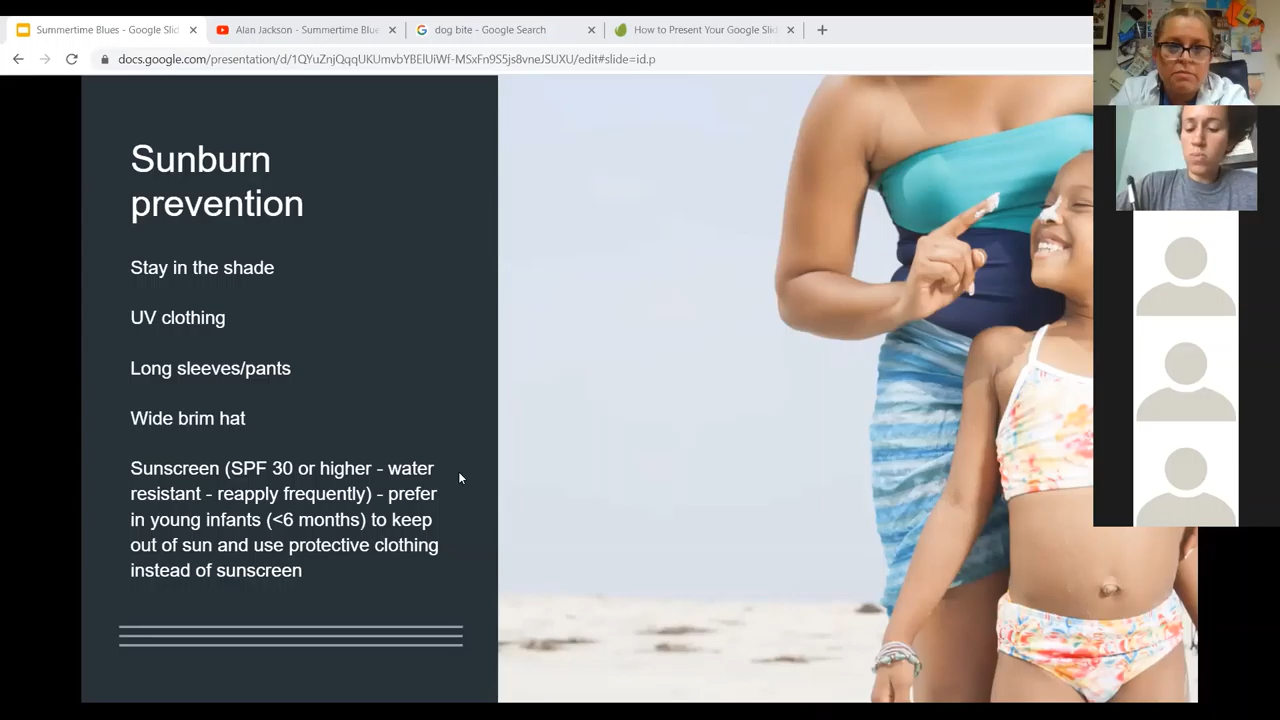 Summertime Blues - Google Slid
Alan Jackson - Summertime Blue
dog bite - Google Search
How to Present Your Google Slid
docs.google.com/presentation/d/1QYuZnjQqqUKUmvbYBElUiWf-MSxFn9S5js8vneJSUXU/edit#slide=id.p
Sunburn
prevention
Stay in the shade
UV clothing
Long sleeves/pants
Wide brim hat
Sunscreen (SPF 30 or higher - water
resistant - reapply frequently) - prefer
in young infants (<6 months) to keep
out of sun and use protective clothing
instead of sunscreen